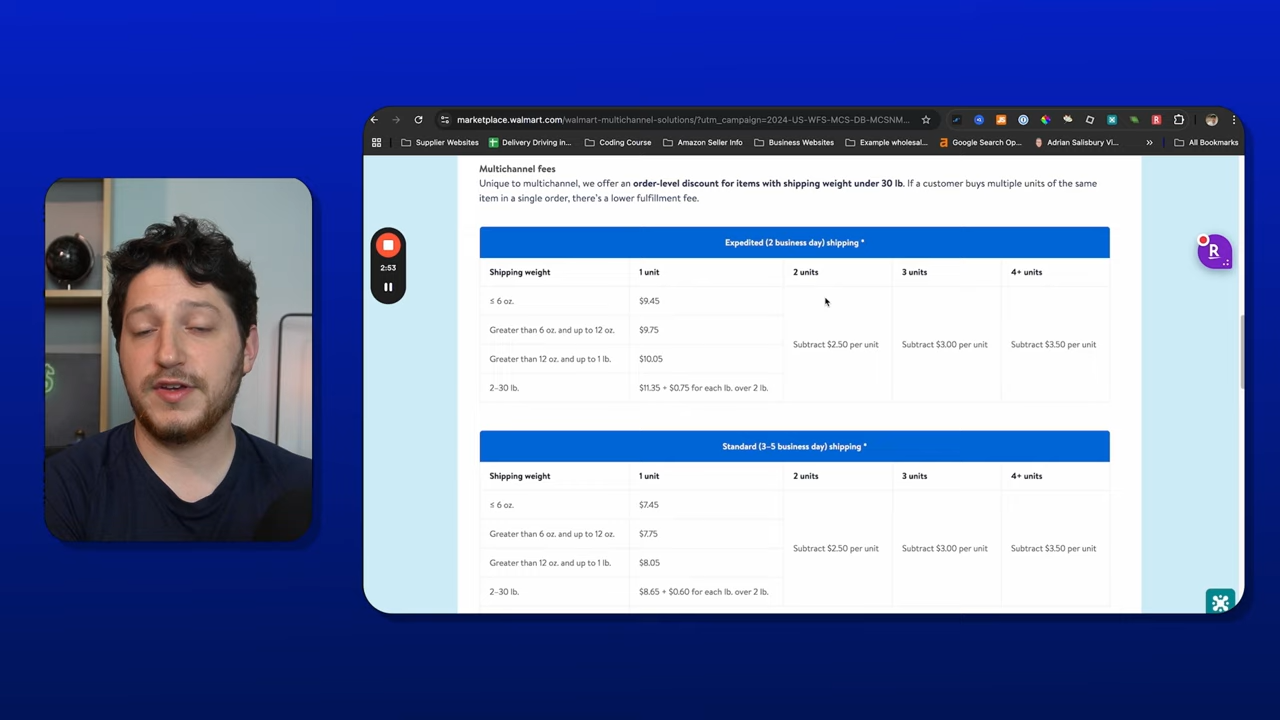 marketplace.walmart.com/walmart-multichannel-solutions/?utm_campaign=2024-US-WFS-MCS-DB-MCSNM...
Supplier Websites Delivery Driving in... Coding Course Amazon Seller Info Business Websites Example wholesal... Google Search Op... Adrian Salisbury Vi... » All Bookmarks
Multichannel fees
Unique to multichannel, we offer an order-level discount for items with shipping weight under 30 lb. If a customer buys multiple units of the same
item in a single order, there's a lower fulfillment fee.
2:53
R
Expedited (2 business day) shipping *
Shipping weight 1 unit 2 units 3 units 4+ units
≤ 6 oz. $9.45
Greater than 6 oz. and up to 12 oz. $9.75
Subtract $2.50 per unit Subtract $3.00 per unit Subtract $3.50 per unit
Greater than 12 oz. and up to 1 lb. $10.05
2–30 lb. $11.35 + $0.75 for each lb. over 2 lb.
Standard (3–5 business day) shipping *
Shipping weight 1 unit 2 units 3 units 4+ units
≤ 6 oz. $7.45
Greater than 6 oz. and up to 12 oz. $7.75
Subtract $2.50 per unit Subtract $3.00 per unit Subtract $3.50 per unit
Greater than 12 oz. and up to 1 lb. $8.05
2–30 lb. $8.65 + $0.60 for each lb. over 2 lb.